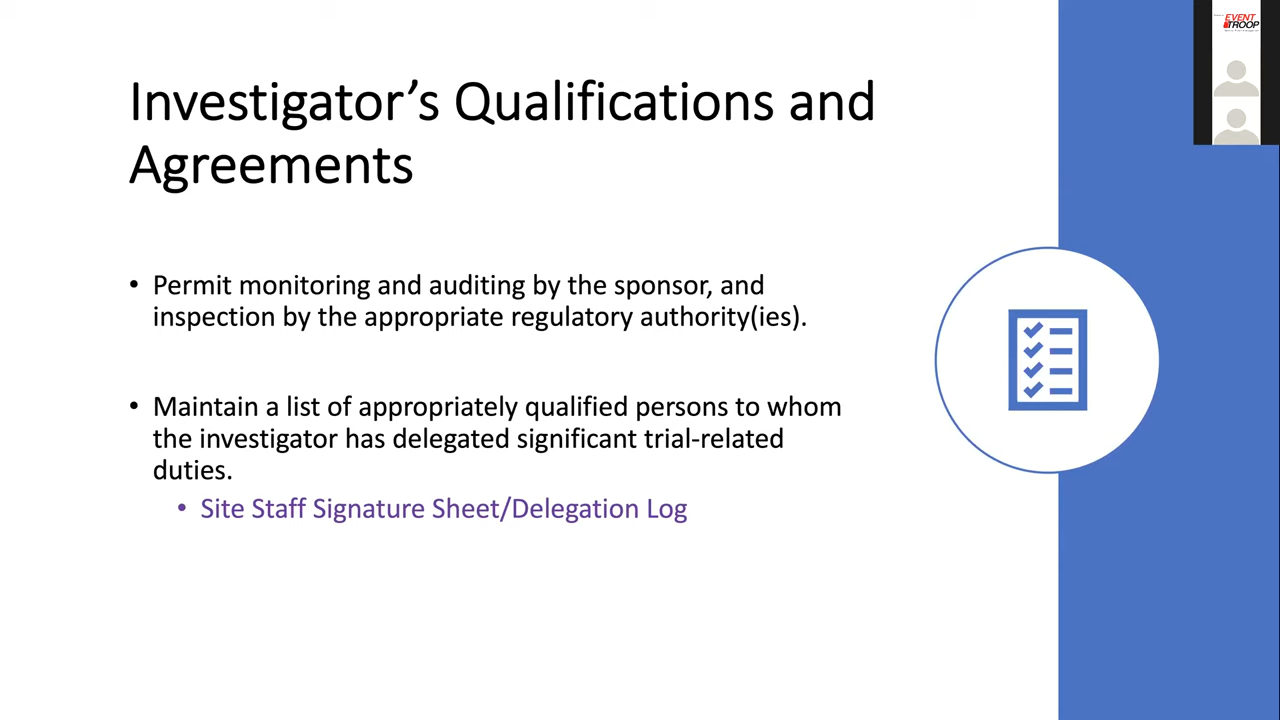 EVENT
TROOP
Investigator’s Qualifications and
Agreements
• Permit monitoring and auditing by the sponsor, and
inspection by the appropriate regulatory authority(ies).
• Maintain a list of appropriately qualified persons to whom
the investigator has delegated significant trial-related
duties.
• Site Staff Signature Sheet/Delegation Log